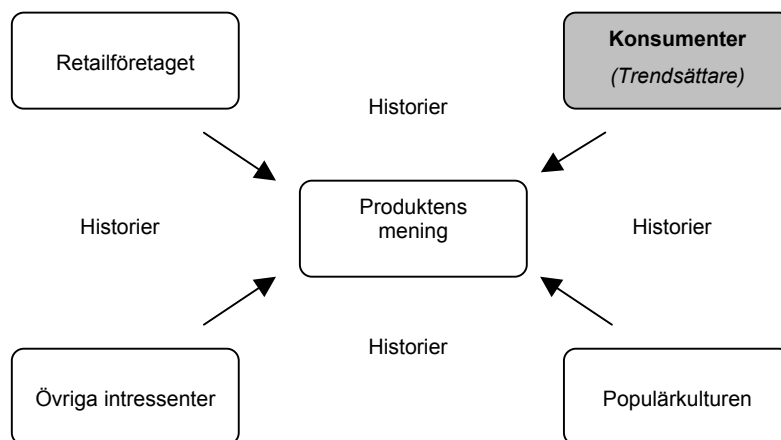 Retailföretaget
Konsumenter
(Trendsättare)
Historier
Historier
Produktens
mening
Historier
Historier
Övriga intressenter
Populärkulturen